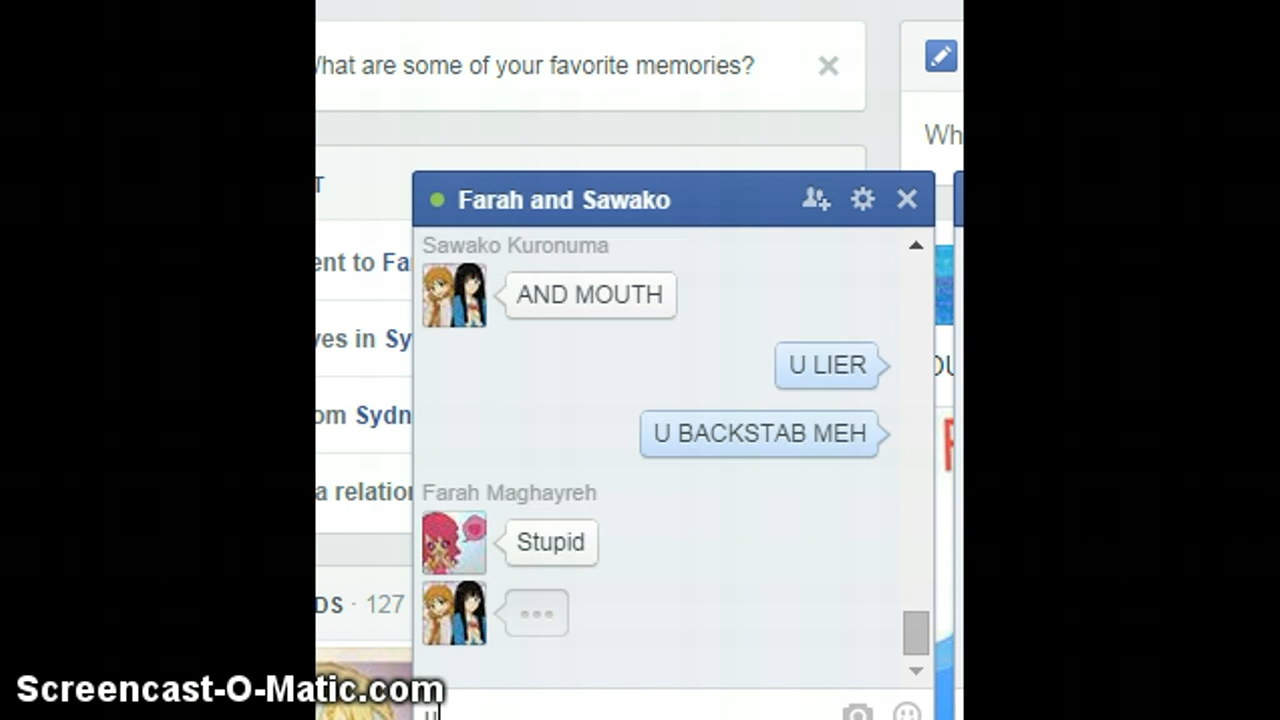 What are some of your favorite memories?
Wh
Farah and Sawako
Sawako Kuronuma
AND MOUTH
ent to Fa
U LIER
ves in Sy
om Sydn
U BACKSTAB MEH
Farah Maghayreh
a relation
Stupid
DS · 127
Screencast-O-Matic.com